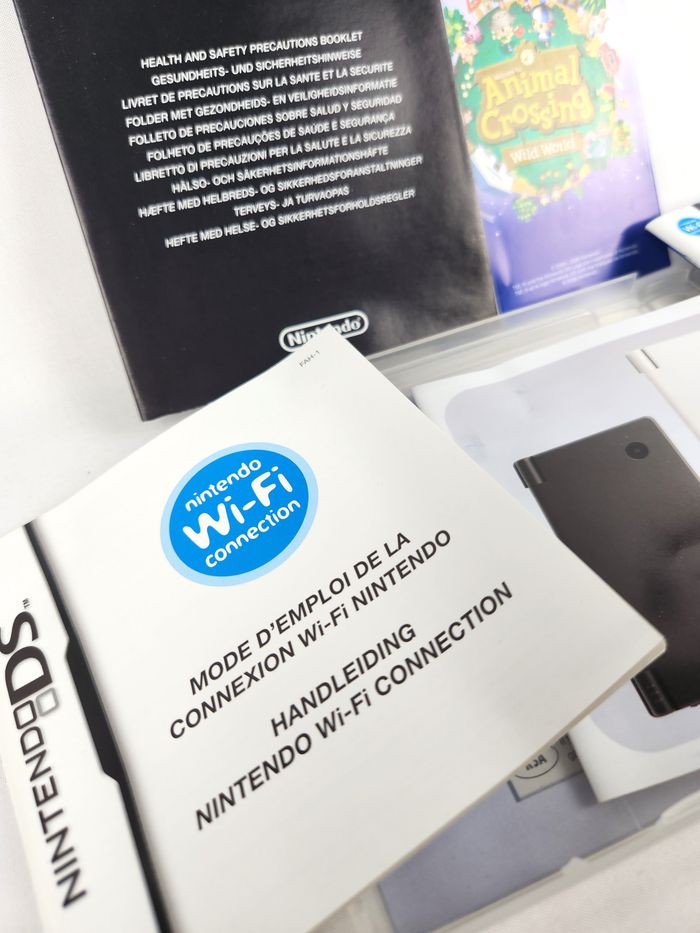 HEALTH AND SAFETY PRECAUTIONS BOOKLET
GESUNDHEITS- UND SICHERHEITSHINWEISE
LIVRET DE PRECAUTIONS SUR LA SANTE ET LA SECURITE
FOLDER MET GEZONDHEIDS- EN VEILIGHEIDSINFORMATIE
FOLLETO DE PRECAUCIONES SOBRE SALUD Y SEGURIDAD
FOLHETO DE PRECAUÇÕES DE SAÚDE E SEGURANÇA
LIBRETTO DI PRECAUZIONI PER LA SALUTE E LA SICUREZZA
HÄLSO- OCH SÄKERHETSINFORMATIONSHÄFTE
HÆFTE MED HELBREDS- OG SIKKERHEDSFORANSTALTNINGER
TERVEYS- JA TURVAOPAS
HEFTE MED HELSE- OG SIKKERHETSFORHOLDSREGLER
Nintendo
Animal
Crossing
Wild World
FAH-1
nintendo
Wi-Fi
connection
MODE D'EMPLOI DE LA
CONNEXION Wi-Fi NINTENDO
HANDLEIDING
NINTENDO Wi-Fi CONNECTION
NINTENDO DS™